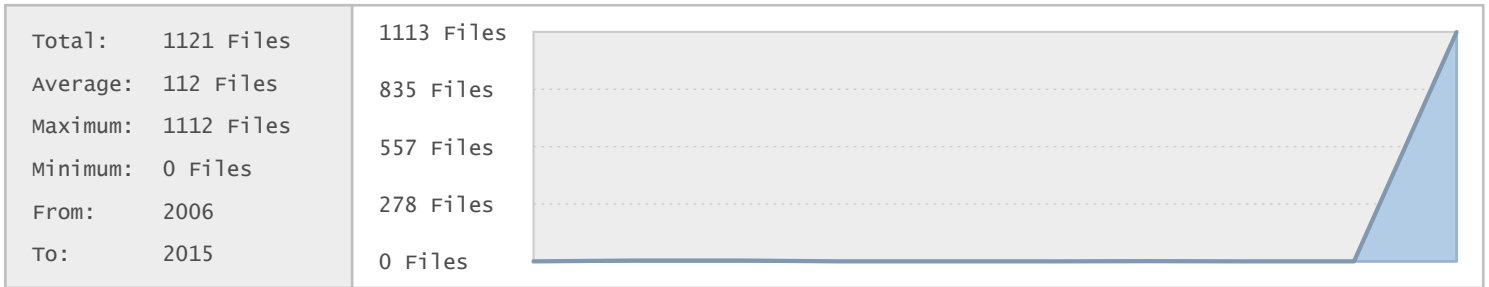 Total: 1121 Files
Average: 112 Files
Maximum: 1112 Files
Minimum: 0 Files
From: 2006
To: 2015
1113 Files
835 Files
557 Files
278 Files
0 Files